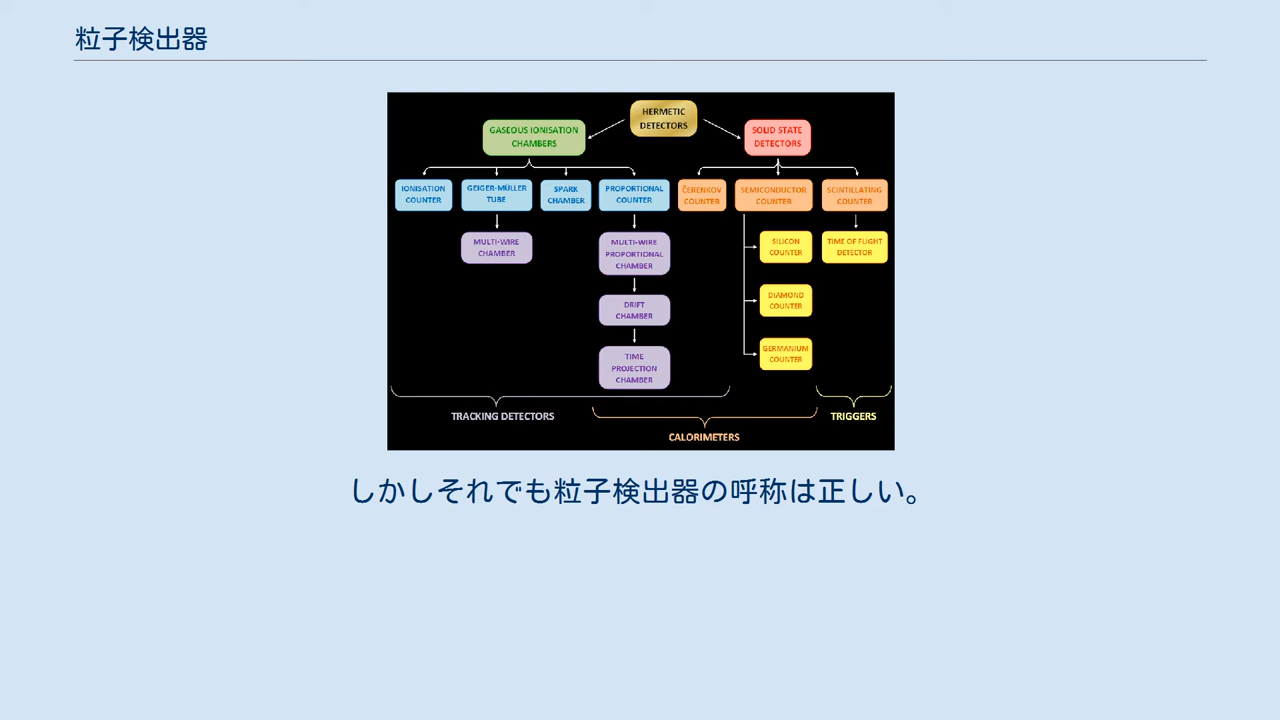 粒子検出器
HERMETIC
DETECTORS
GASEOUS IONISATION
CHAMBERS
SOLID STATE
DETECTORS
IONISATION
COUNTER
GEIGER-MÜLLER
TUBE
SPARK
CHAMBER
PROPORTIONAL
COUNTER
ČERENKOV
COUNTER
SEMICONDUCTOR
COUNTER
SCINTILLATING
COUNTER
MULTI-WIRE
CHAMBER
MULTI-WIRE
PROPORTIONAL
CHAMBER
SILICON
COUNTER
TIME OF FLIGHT
DETECTOR
DRIFT
CHAMBER
DIAMOND
COUNTER
TIME
PROJECTION
CHAMBER
GERMANIUM
COUNTER
TRACKING DETECTORS
CALORIMETERS
TRIGGERS
しかしそれでも粒子検出器の呼称は正しい。